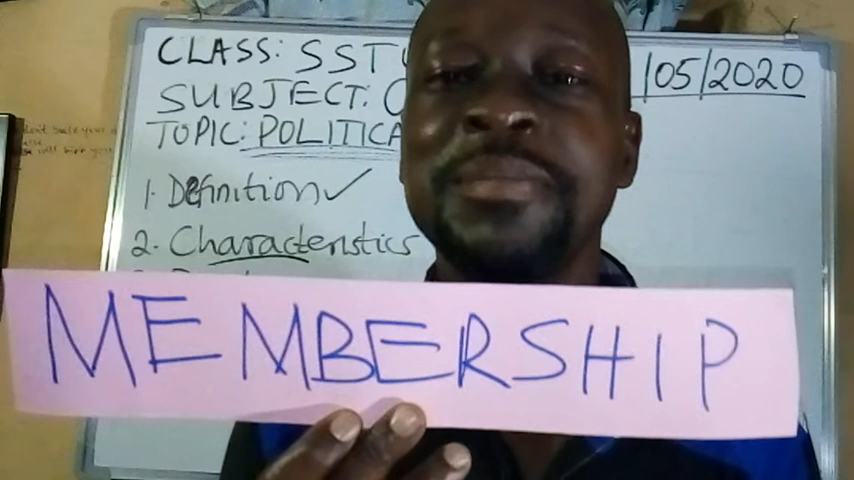 CLASS: SST
/05/2020
SUBJECT:
TOPIC: POLITICA
1. Definition ✓
2. Characteristics
MEMBERSHIP